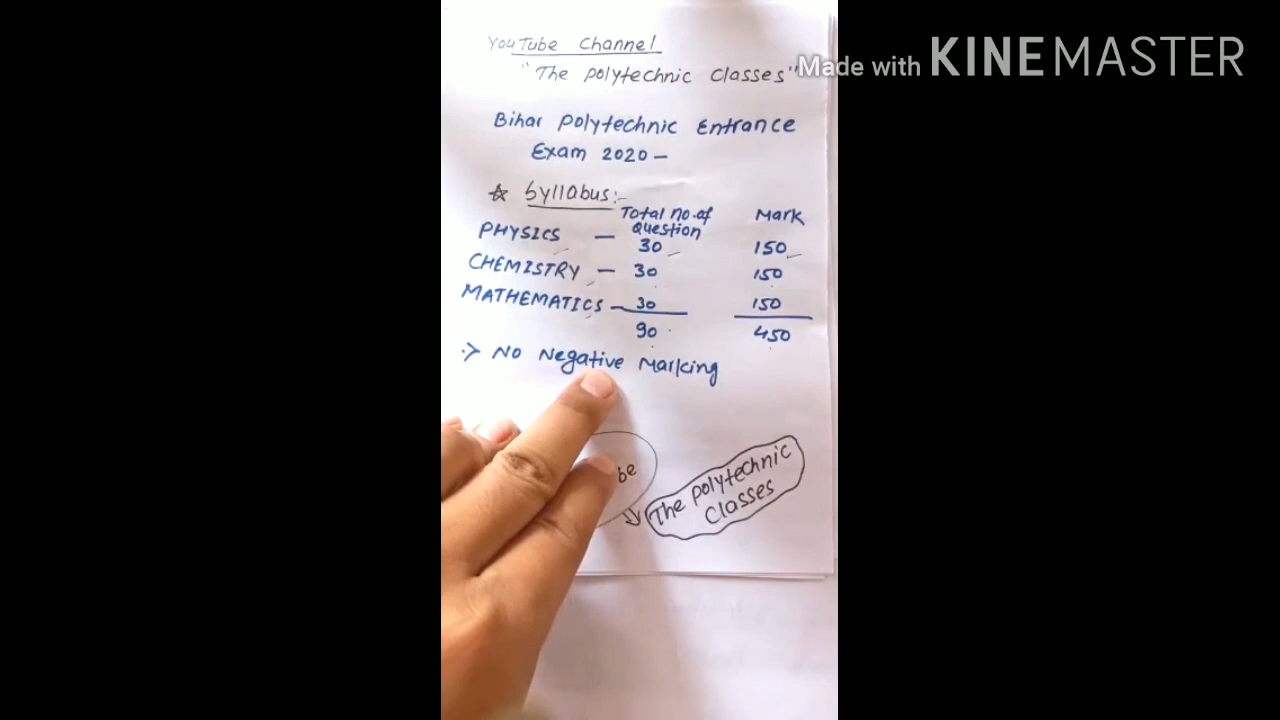 Made with KINEMASTER
YouTube Channel
"The Polytechnic Classes"
Bihar Polytechnic Entrance
Exam 2020 –
☆ Syllabus:-
Total no. of Question Mark
PHYSICS — 30 150
CHEMISTRY — 30 150
MATHEMATICS — 30 150
90 450
:> No Negative Marking
be
The Polytechnic
Classes